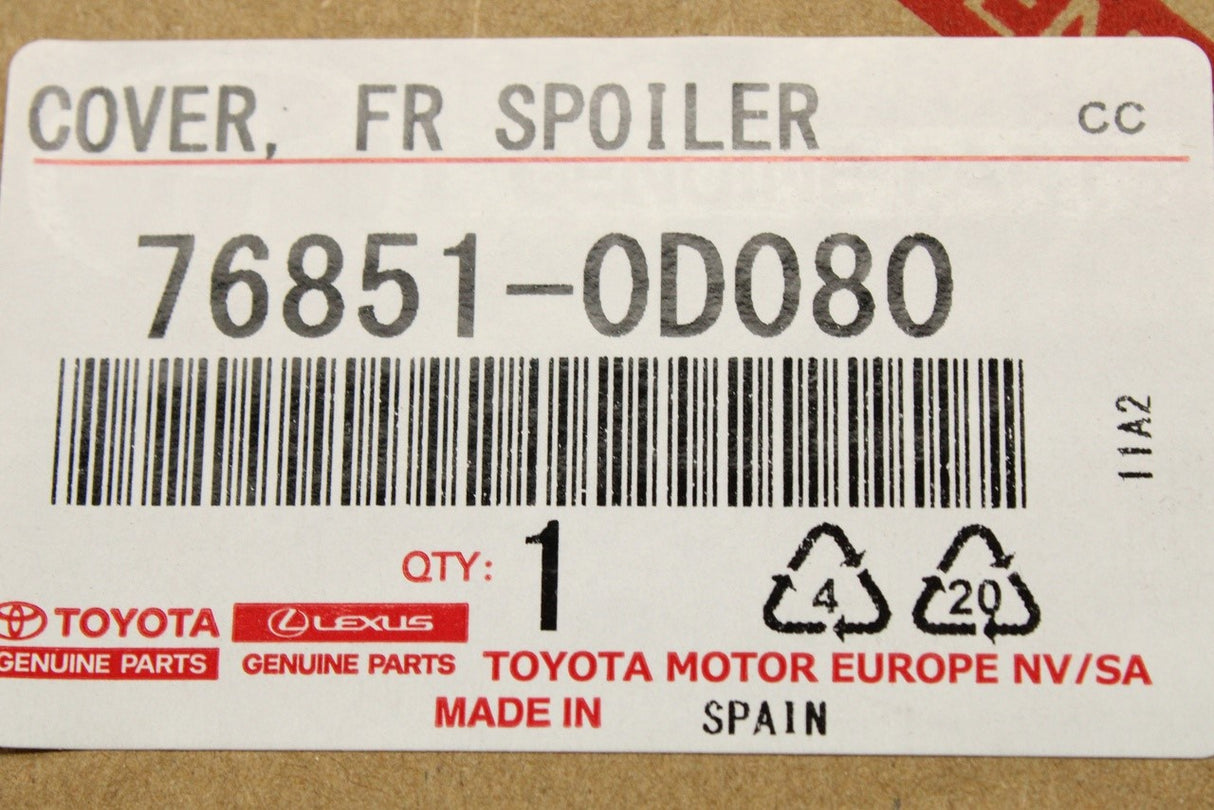 COVER, FR SPOILER CC
76851-0D080
11A2
QTY: 1
4 20
TOYOTA LEXUS
GENUINE PARTS GENUINE PARTS TOYOTA MOTOR EUROPE NV/SA
MADE IN SPAIN